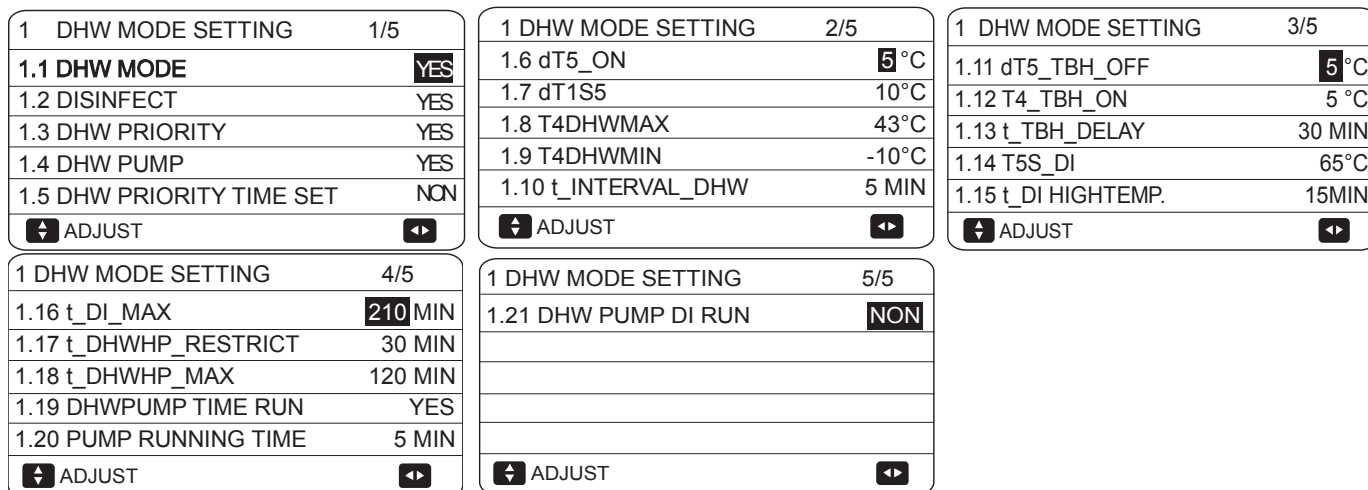 1 DHW MODE SETTING 1/5
1.1 DHW MODE YES
1.2 DISINFECT YES
1.3 DHW PRIORITY YES
1.4 DHW PUMP YES
1.5 DHW PRIORITY TIME SET NON
ADJUST
1 DHW MODE SETTING 2/5
1.6 dT5_ON 5 °C
1.7 dT1S5 10°C
1.8 T4DHWMAX 43°C
1.9 T4DHWMIN -10°C
1.10 t_INTERVAL_DHW 5 MIN
ADJUST
1 DHW MODE SETTING 3/5
1.11 dT5_TBH_OFF 5 °C
1.12 T4_TBH_ON 5 °C
1.13 t_TBH_DELAY 30 MIN
1.14 T5S_DI 65°C
1.15 t_DI HIGHTEMP. 15MIN
ADJUST
1 DHW MODE SETTING 4/5
1.16 t_DI_MAX 210 MIN
1.17 t_DHWHP_RESTRICT 30 MIN
1.18 t_DHWHP_MAX 120 MIN
1.19 DHWPUMP TIME RUN YES
1.20 PUMP RUNNING TIME 5 MIN
ADJUST
1 DHW MODE SETTING 5/5
1.21 DHW PUMP DI RUN NON
ADJUST